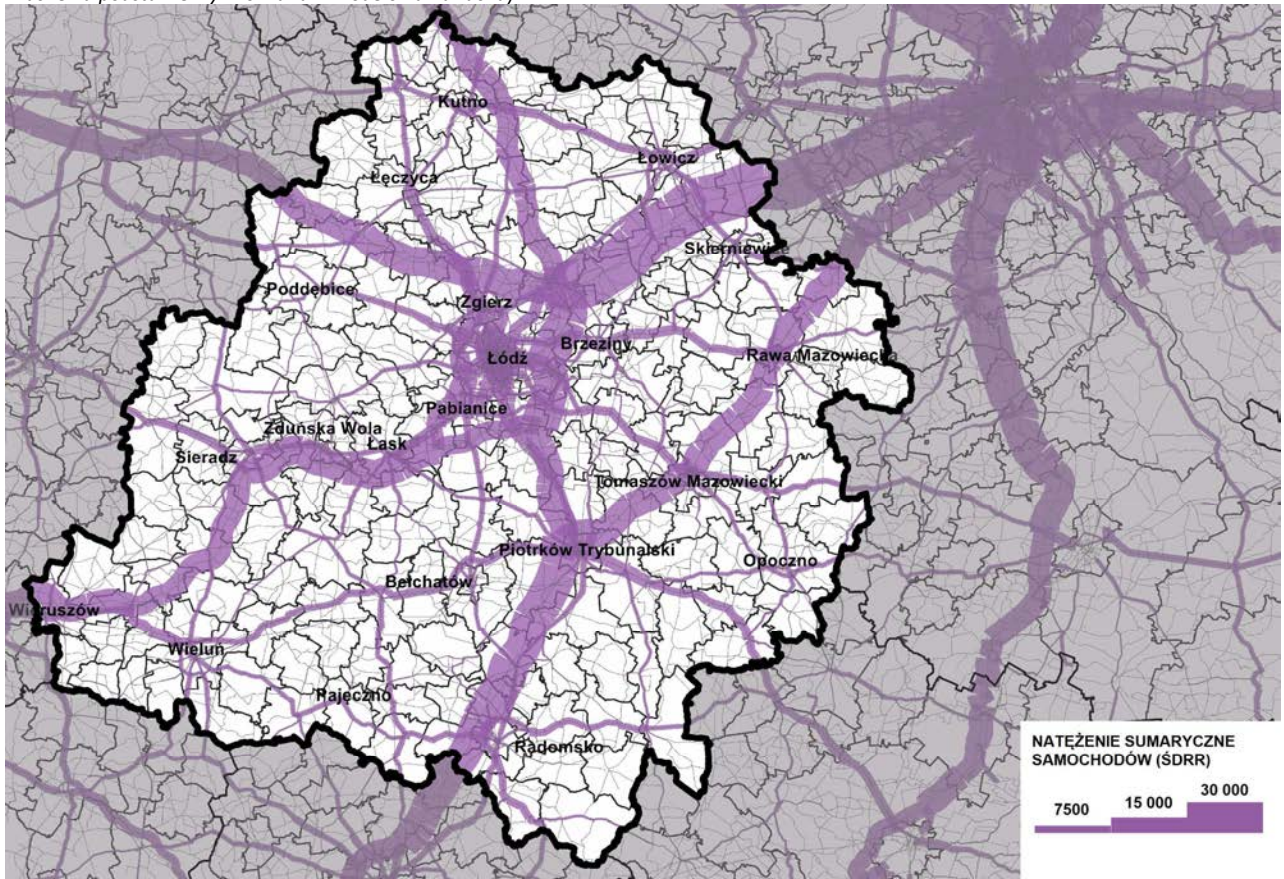 Kutno
Łowicz
Łęczyca
Skierniewice
Poddębice
Zgierz
Brzeziny
Łódź
Rawa Mazowiecka
Pabianice
Zduńska Wola
Łask
Sieradz
Tomaszów Mazowiecki
Piotrków Trybunalski
Opoczno
Bełchatów
Wieruszów
Wieluń
Pajęczno
Radomsko
NATĘŻENIE SUMARYCZNE
SAMOCHODÓW (ŚDRR)
7500 15 000 30 000